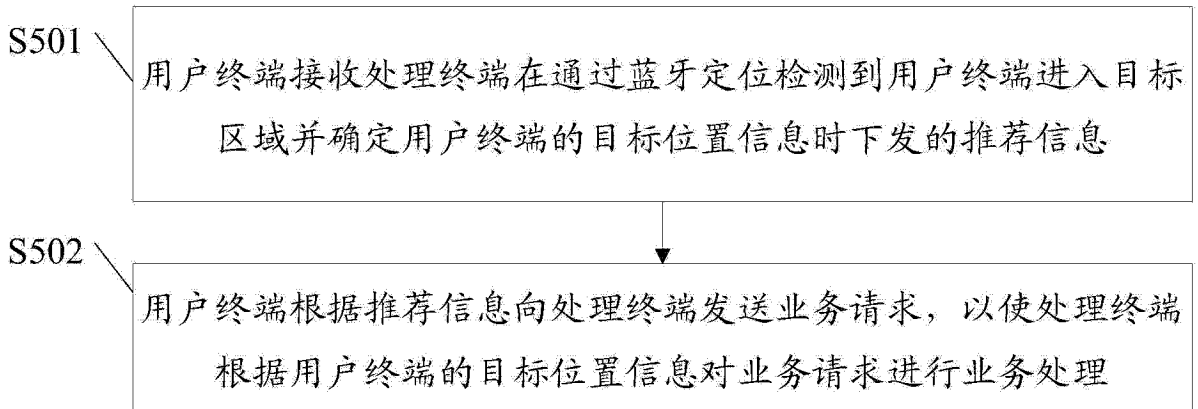 S501
用户终端接收处理终端在通过蓝牙定位检测到用户终端进入目标
区域并确定用户终端的目标位置信息时下发的推荐信息
S502
用户终端根据推荐信息向处理终端发送业务请求，以使处理终端
根据用户终端的目标位置信息对业务请求进行业务处理